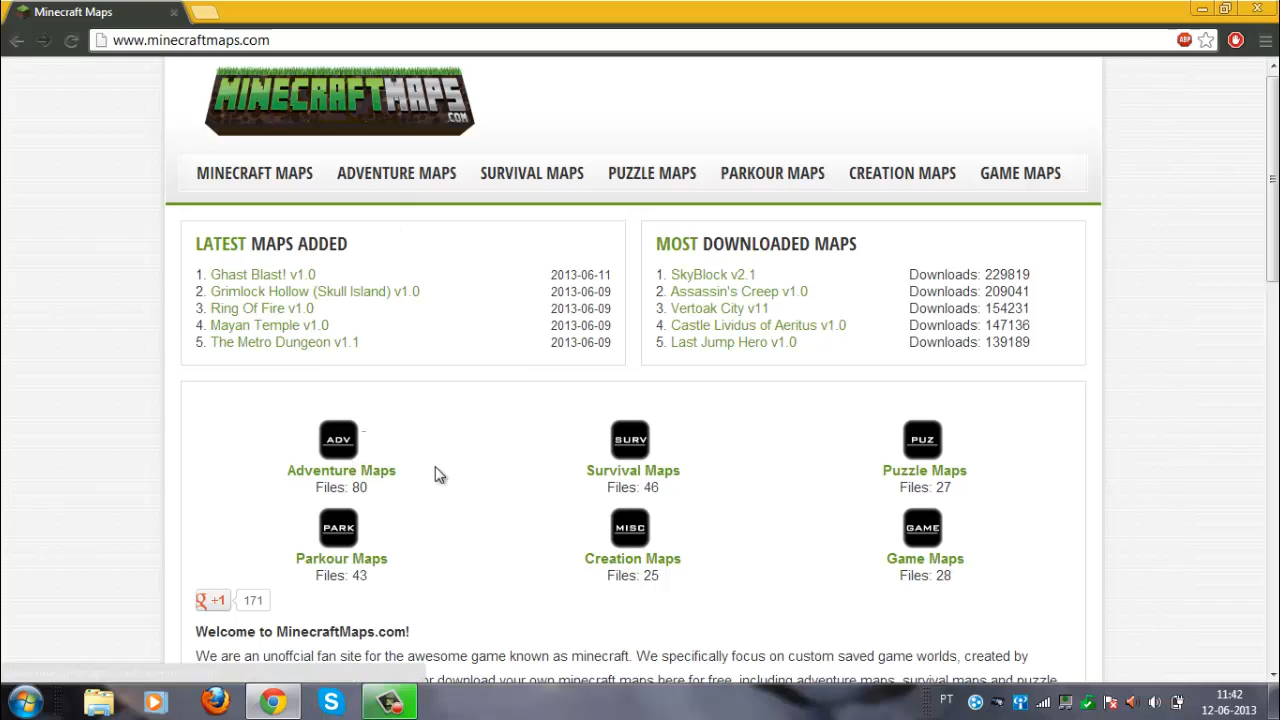 Minecraft Maps
www.minecraftmaps.com
ABP
MINECRAFTMAPS
.COM
MINECRAFT MAPS ADVENTURE MAPS SURVIVAL MAPS PUZZLE MAPS PARKOUR MAPS CREATION MAPS GAME MAPS
LATEST MAPS ADDED
1. Ghast Blast! v1.0 2013-06-11
2. Grimlock Hollow (Skull Island) v1.0 2013-06-09
3. Ring Of Fire v1.0 2013-06-09
4. Mayan Temple v1.0 2013-06-09
5. The Metro Dungeon v1.1 2013-06-09
MOST DOWNLOADED MAPS
1. SkyBlock v2.1 Downloads: 229819
2. Assassin's Creep v1.0 Downloads: 209041
3. Vertoak City v11 Downloads: 154231
4. Castle Lividus of Aeritus v1.0 Downloads: 147136
5. Last Jump Hero v1.0 Downloads: 139189
ADV SURV PUZ
Adventure Maps Survival Maps Puzzle Maps
Files: 80 Files: 46 Files: 27
PARK MISC GAME
Parkour Maps Creation Maps Game Maps
Files: 43 Files: 25 Files: 28
g +1 171
Welcome to MinecraftMaps.com!
We are an unoffcial fan site for the awesome game known as minecraft. We specifically focus on custom saved game worlds, created by
or download your own minecraft maps here for free, including adventure maps, survival maps and puzzle
PT
11:42
12-06-2013